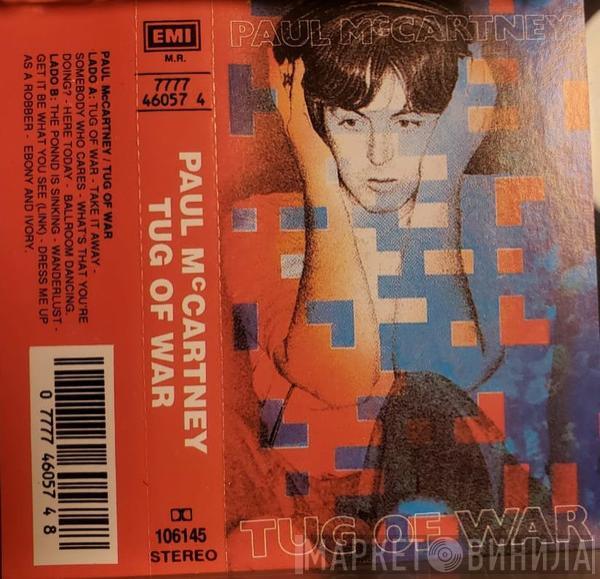 PAUL McCARTNEY / TUG OF WAR
LADO A: TUG OF WAR - TAKE IT AWAY -
SOMEBODY WHO CARES - WHAT'S THAT YOU'RE
DOING? - HERE TODAY - BALLROOM DANCING.
LADO B: THE PONND IS SINKING - WANDERLUST -
GET IT BE WHAT YOU SEE (LINK) - DRESS ME UP
AS A ROBBER - EBONY AND IVORY.
0 7777 46057 4 8
EMI
M.R.
7777
46057 4
PAUL McCARTNEY
TUG OF WAR
106145
STEREO
PAUL McCARTNEY
TUG OF WAR
МАРКЕТ ВИНИЛА